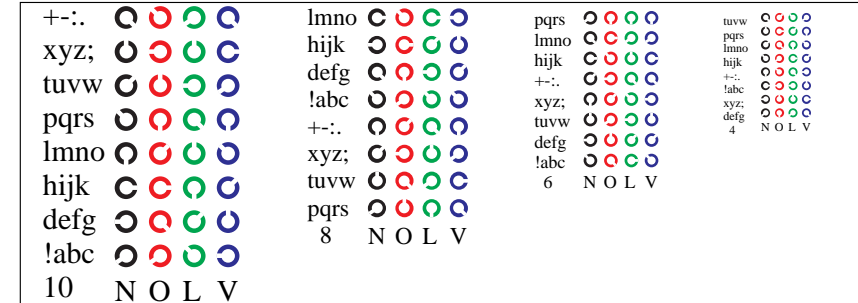 +-:.
xyz;
tuvw
pqrs
lmno
hijk
defg
!abc
10 N O L V
lmno
hijk
defg
!abc
+-:.
xyz;
tuvw
pqrs
8 N O L V
pqrs
lmno
hijk
+-:.
xyz;
tuvw
defg
!abc
6 N O L V
tuvw
pqrs
lmno
hijk
+-:.
!abc
xyz;
defg
4 N O L V